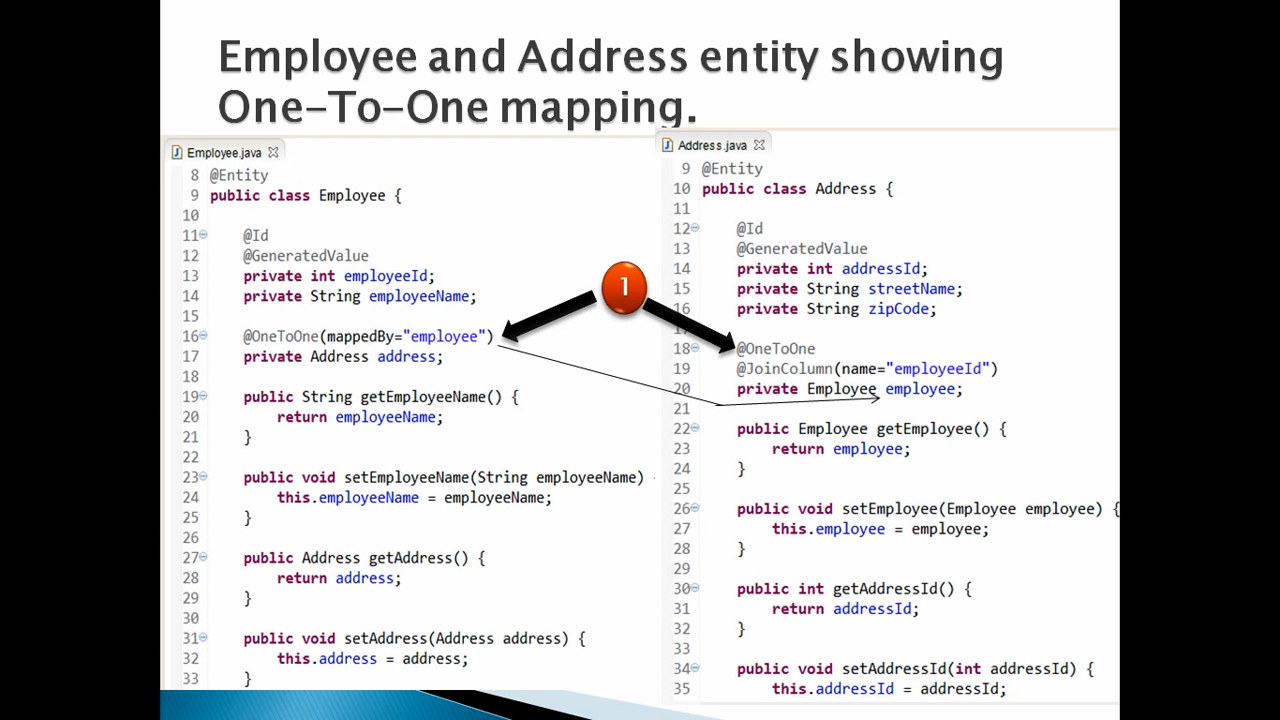 Employee and Address entity showing
One-To-One mapping.
Employee.java
8 @Entity
9 public class Employee {
10
11 @Id
12 @GeneratedValue
13 private int employeeId;
14 private String employeeName;
15
16 @OneToOne(mappedBy="employee")
17 private Address address;
18
19 public String getEmployeeName() {
20 return employeeName;
21 }
22
23 public void setEmployeeName(String employeeName)
24 this.employeeName = employeeName;
25 }
26
27 public Address getAddress() {
28 return address;
29 }
30
31 public void setAddress(Address address) {
32 this.address = address;
33 }
1
Address.java
9 @Entity
10 public class Address {
11
12 @Id
13 @GeneratedValue
14 private int addressId;
15 private String streetName;
16 private String zipCode;
17
18 @OneToOne
19 @JoinColumn(name="employeeId")
20 private Employee employee;
21
22 public Employee getEmployee() {
23 return employee;
24 }
25
26 public void setEmployee(Employee employee) {
27 this.employee = employee;
28 }
29
30 public int getAddressId() {
31 return addressId;
32 }
33
34 public void setAddressId(int addressId) {
35 this.addressId = addressId;